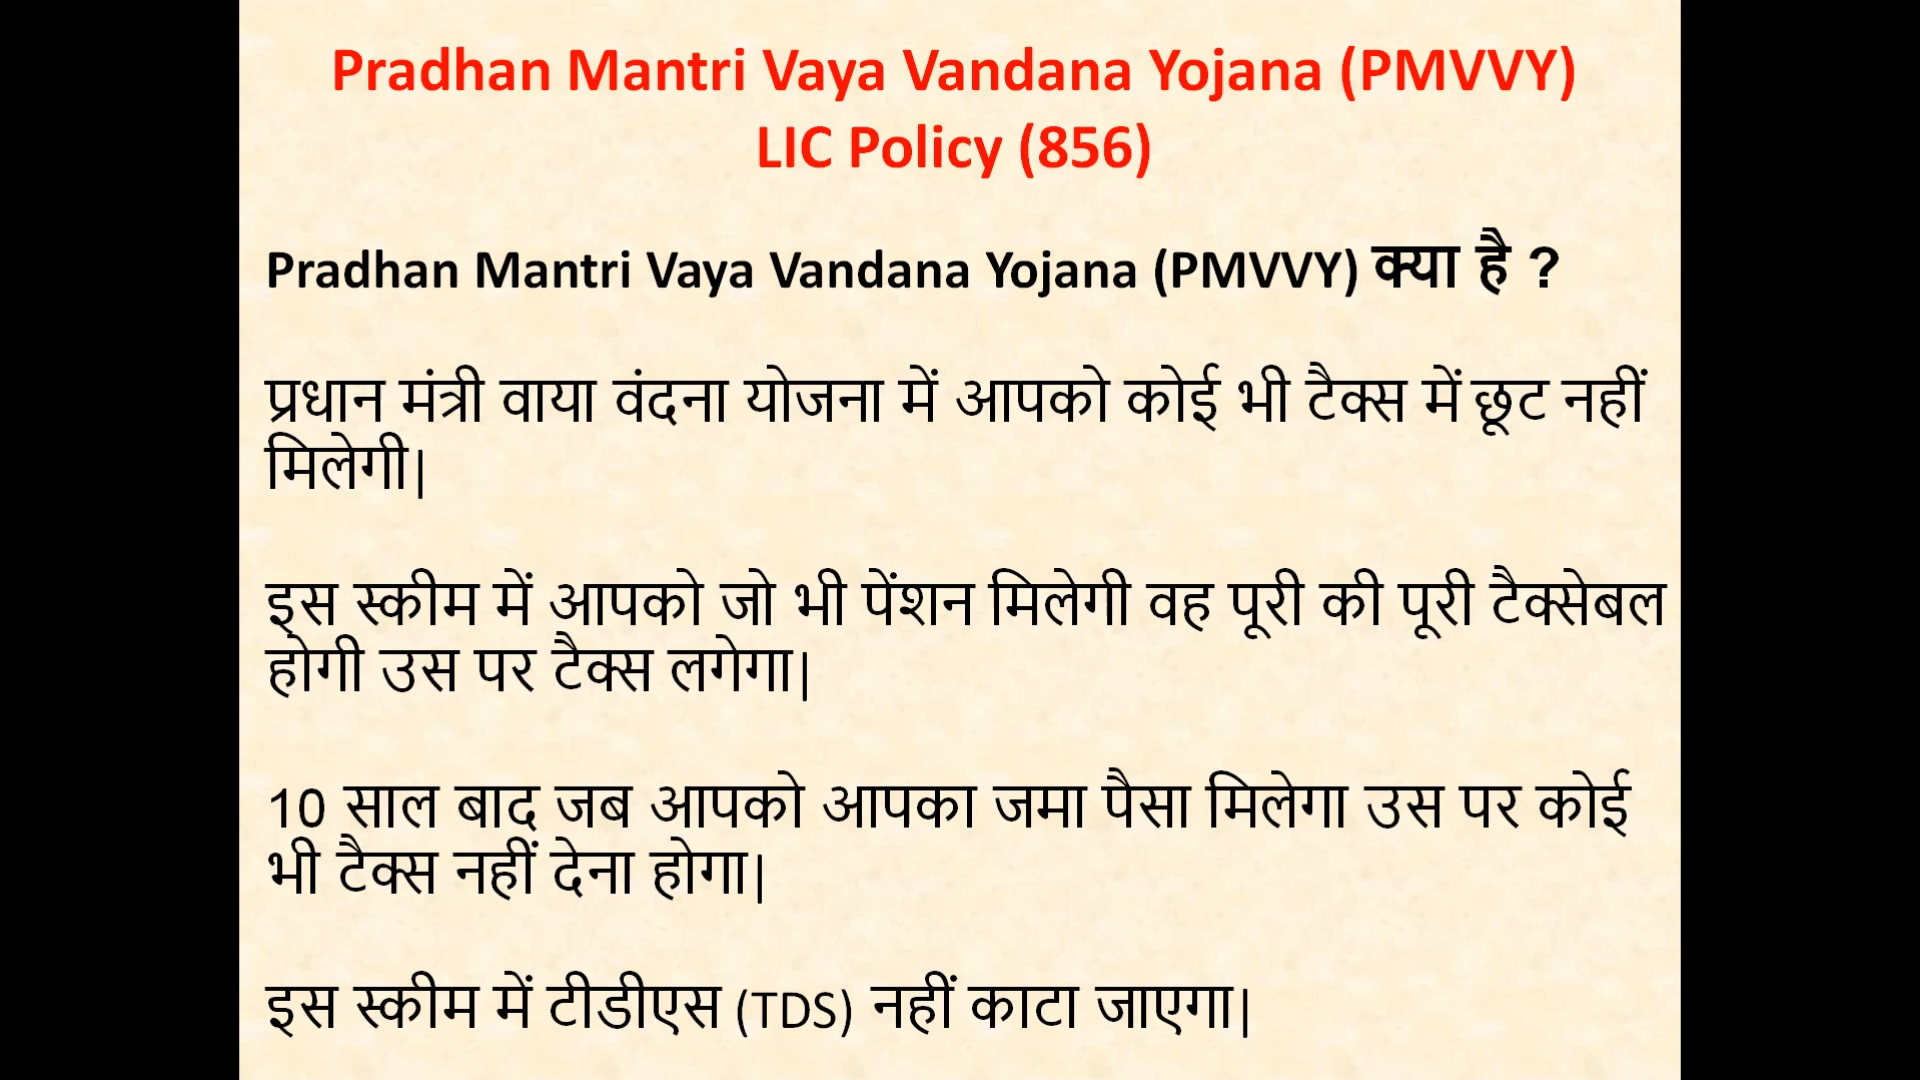 Pradhan Mantri Vaya Vandana Yojana (PMVVY)
LIC Policy (856)
Pradhan Mantri Vaya Vandana Yojana (PMVVY) क्या है ?
प्रधान मंत्री वाया वंदना योजना में आपको कोई भी टैक्स में छूट नहीं
मिलेगी|
इस स्कीम में आपको जो भी पेंशन मिलेगी वह पूरी की पूरी टैक्सेबल
होगी उस पर टैक्स लगेगा|
10 साल बाद जब आपको आपका जमा पैसा मिलेगा उस पर कोई
भी टैक्स नहीं देना होगा|
इस स्कीम में टीडीएस (TDS) नहीं काटा जाएगा|